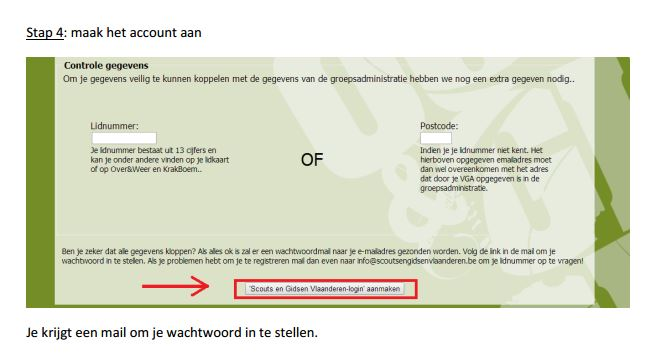 Stap 4: maak het account aan
Controle gegevens
Om je gegevens veilig te kunnen koppelen met de gegevens van de groepsadministratie hebben we nog een extra gegeven nodig..
Lidnummer:
Je lidnummer bestaat uit 13 cijfers en
kan je onder andere vinden op je lidkaart
of op Over&Weer en KrakBoem..
OF
Postcode:
Indien je je lidnummer niet kent. Het
hierboven opgegeven emailadres moet
dan wel overeenkomen met het adres
dat door je VGA opgegeven is in de
groepsadministratie.
Ben je zeker dat alle gegevens kloppen? Als alles ok is zal er een wachtwoordmail naar je e-mailadres gezonden worden. Volg de link in de mail om je
wachtwoord in te stellen. Als je problemen hebt om je te registreren mail dan even naar info@scoutsengidsenvlaanderen.be om je lidnummer op te vragen!
'Scouts en Gidsen Vlaanderen-login' aanmaken
Je krijgt een mail om je wachtwoord in te stellen.